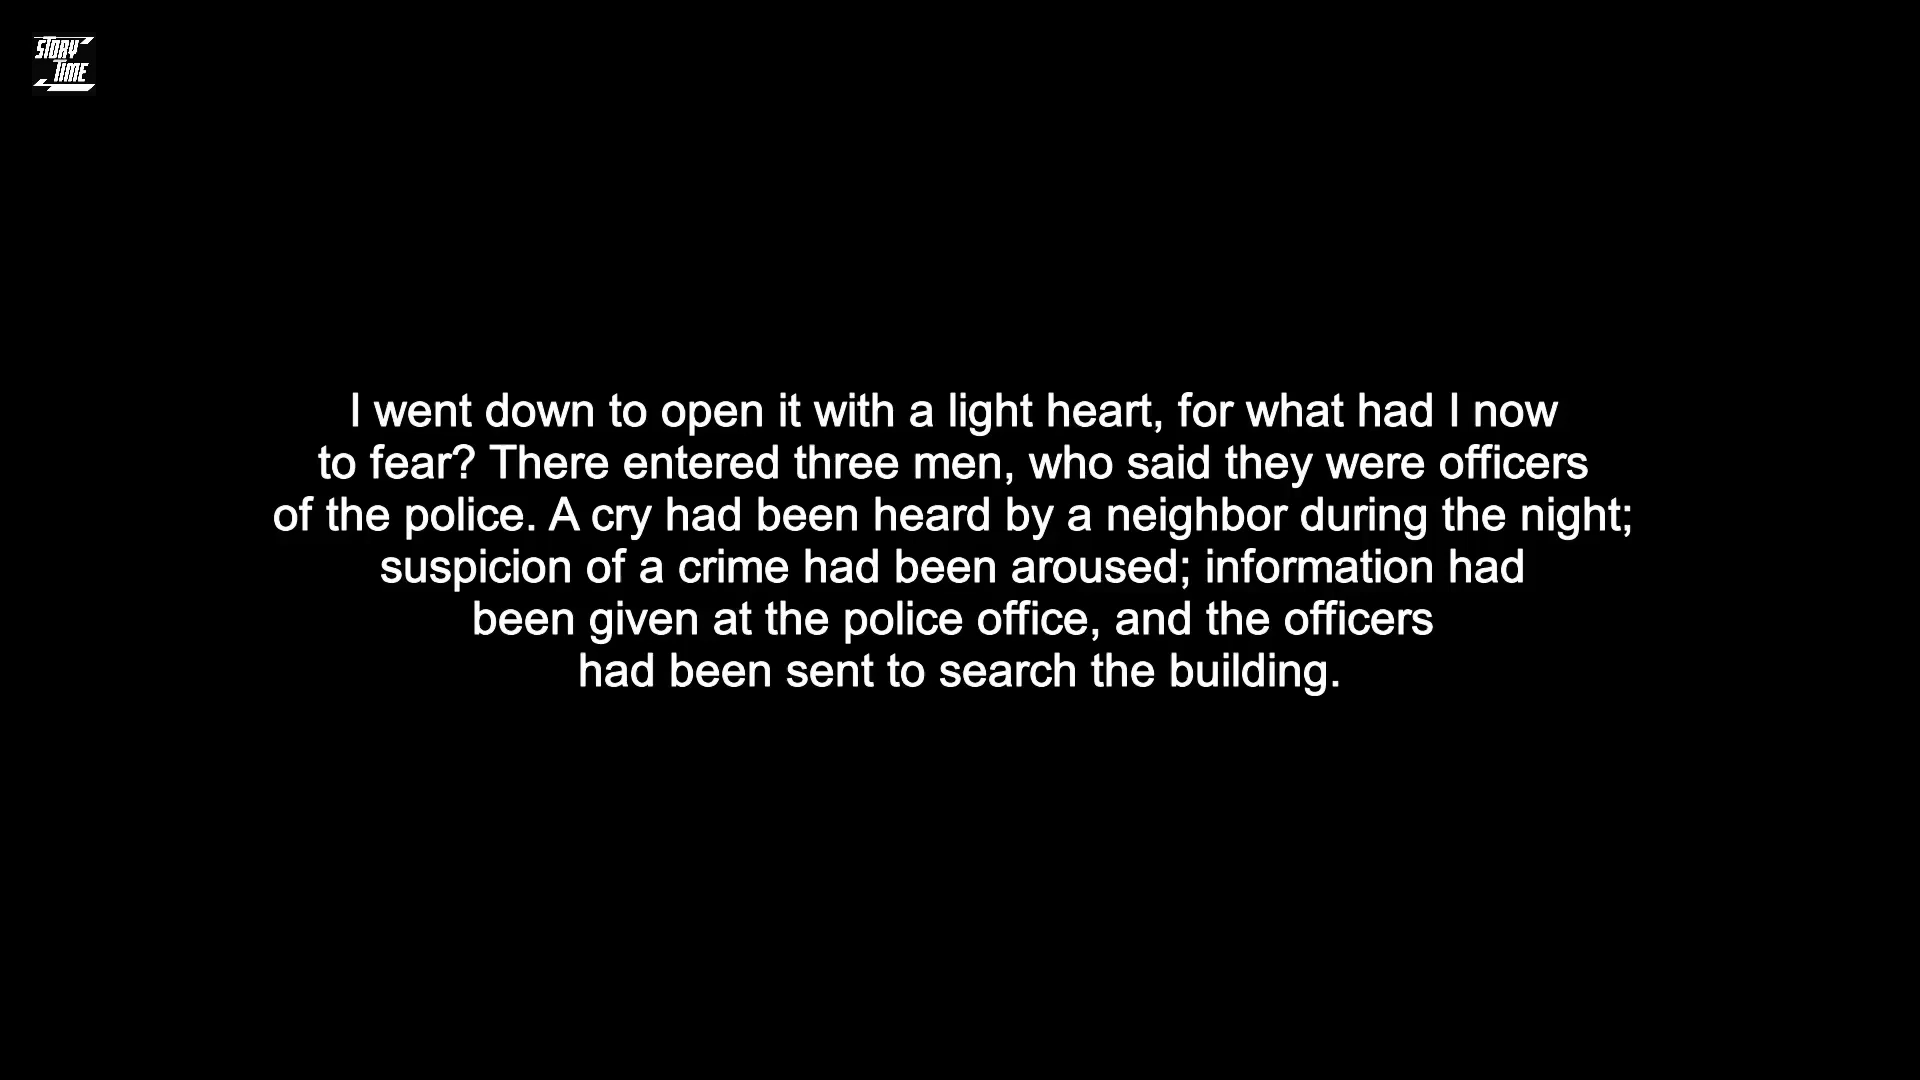 STORY
TIME
I went down to open it with a light heart, for what had I now
to fear? There entered three men, who said they were officers
of the police. A cry had been heard by a neighbor during the night;
suspicion of a crime had been aroused; information had
been given at the police office, and the officers
had been sent to search the building.